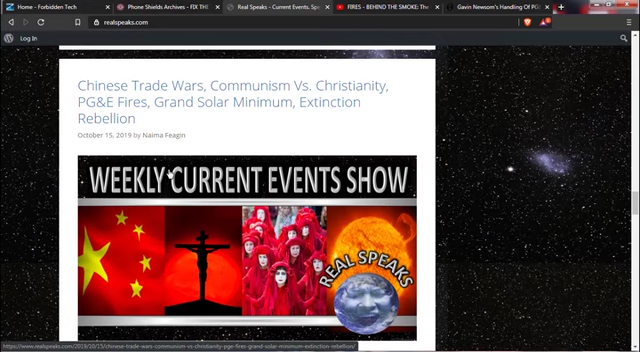 Home - Forbidden Tech
Phone Shields Archives - FIX THE
Real Speaks - Current Events. Spe
FIRES - BEHIND THE SMOKE: The
Gavin Newsom's Handling Of PG&
realspeaks.com
Log In
Chinese Trade Wars, Communism Vs. Christianity,
PG&E Fires, Grand Solar Minimum, Extinction
Rebellion
October 15, 2019 by Naima Feagin
WEEKLY CURRENT EVENTS SHOW
REAL SPEAKS
https://www.realspeaks.com/2019/10/15/chinese-trade-wars-communism-vs-christianity-pge-fires-grand-solar-minimum-extinction-rebellion/